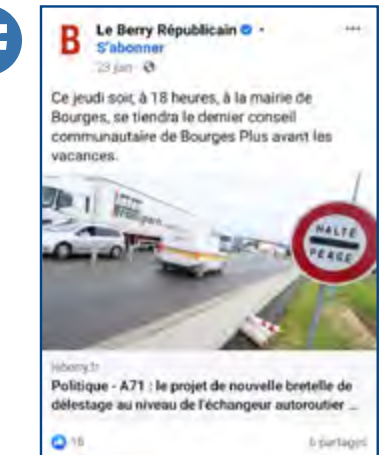 B
Le Berry Républicain
S'abonner
23 juin
Ce jeudi soir, à 18 heures, à la mairie de
Bourges, se tiendra le dernier conseil
communautaire de Bourges Plus avant les
vacances.
HALTE
PEAGE
leberry.fr
Politique - A71 : le projet de nouvelle bretelle de
délestage au niveau de l'échangeur autoroutier ...
16
6 partages